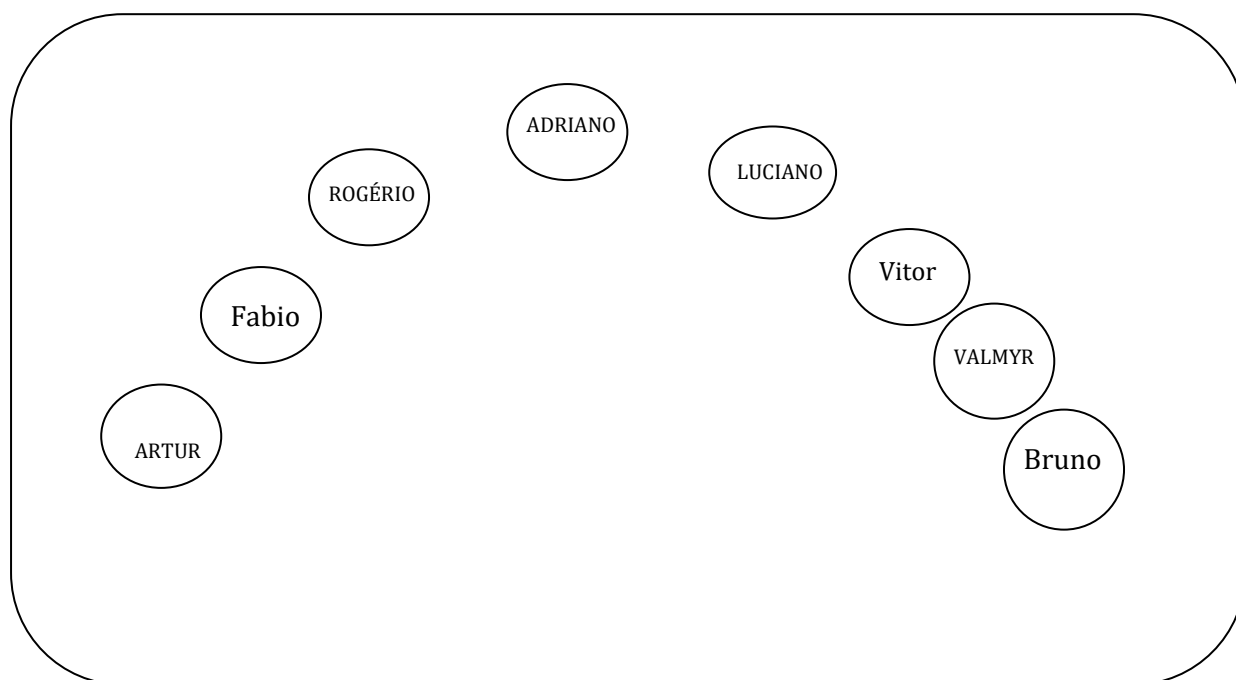 ADRIANO
LUCIANO
ROGÉRIO
Vitor
Fabio
VALMYR
ARTUR
Bruno